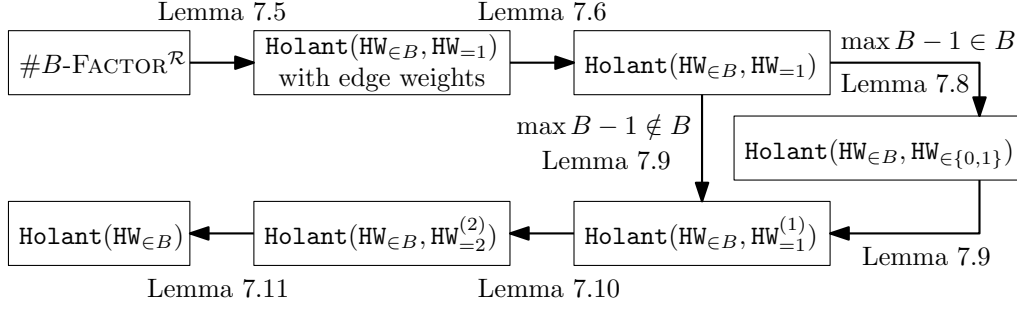 Lemma 7.5
Lemma 7.6
#B-FACTOR^ℛ
Holant(HW_{∈B}, HW_{=1})
with edge weights
Holant(HW_{∈B}, HW_{=1})
max B − 1 ∈ B
Lemma 7.8
max B − 1 ∉ B
Lemma 7.9
Holant(HW_{∈B}, HW_{∈{0,1}})
Holant(HW_{∈B})
Holant(HW_{∈B}, HW_{=2}^{(2)})
Holant(HW_{∈B}, HW_{=1}^{(1)})
Lemma 7.9
Lemma 7.11
Lemma 7.10